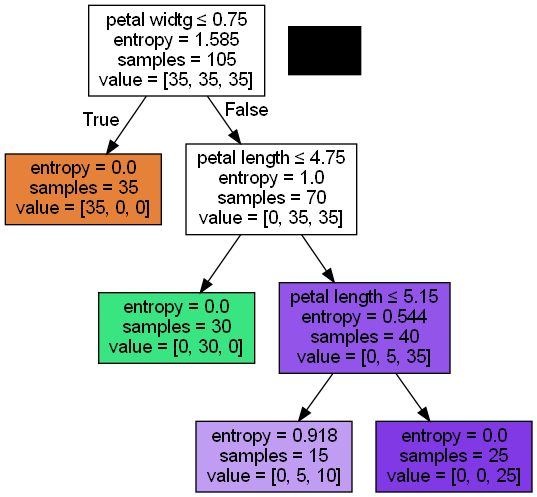 petal widtg ≤ 0.75
entropy = 1.585
samples = 105
value = [35, 35, 35]
True
False
entropy = 0.0
samples = 35
value = [35, 0, 0]
petal length ≤ 4.75
entropy = 1.0
samples = 70
value = [0, 35, 35]
entropy = 0.0
samples = 30
value = [0, 30, 0]
petal length ≤ 5.15
entropy = 0.544
samples = 40
value = [0, 5, 35]
entropy = 0.918
samples = 15
value = [0, 5, 10]
entropy = 0.0
samples = 25
value = [0, 0, 25]